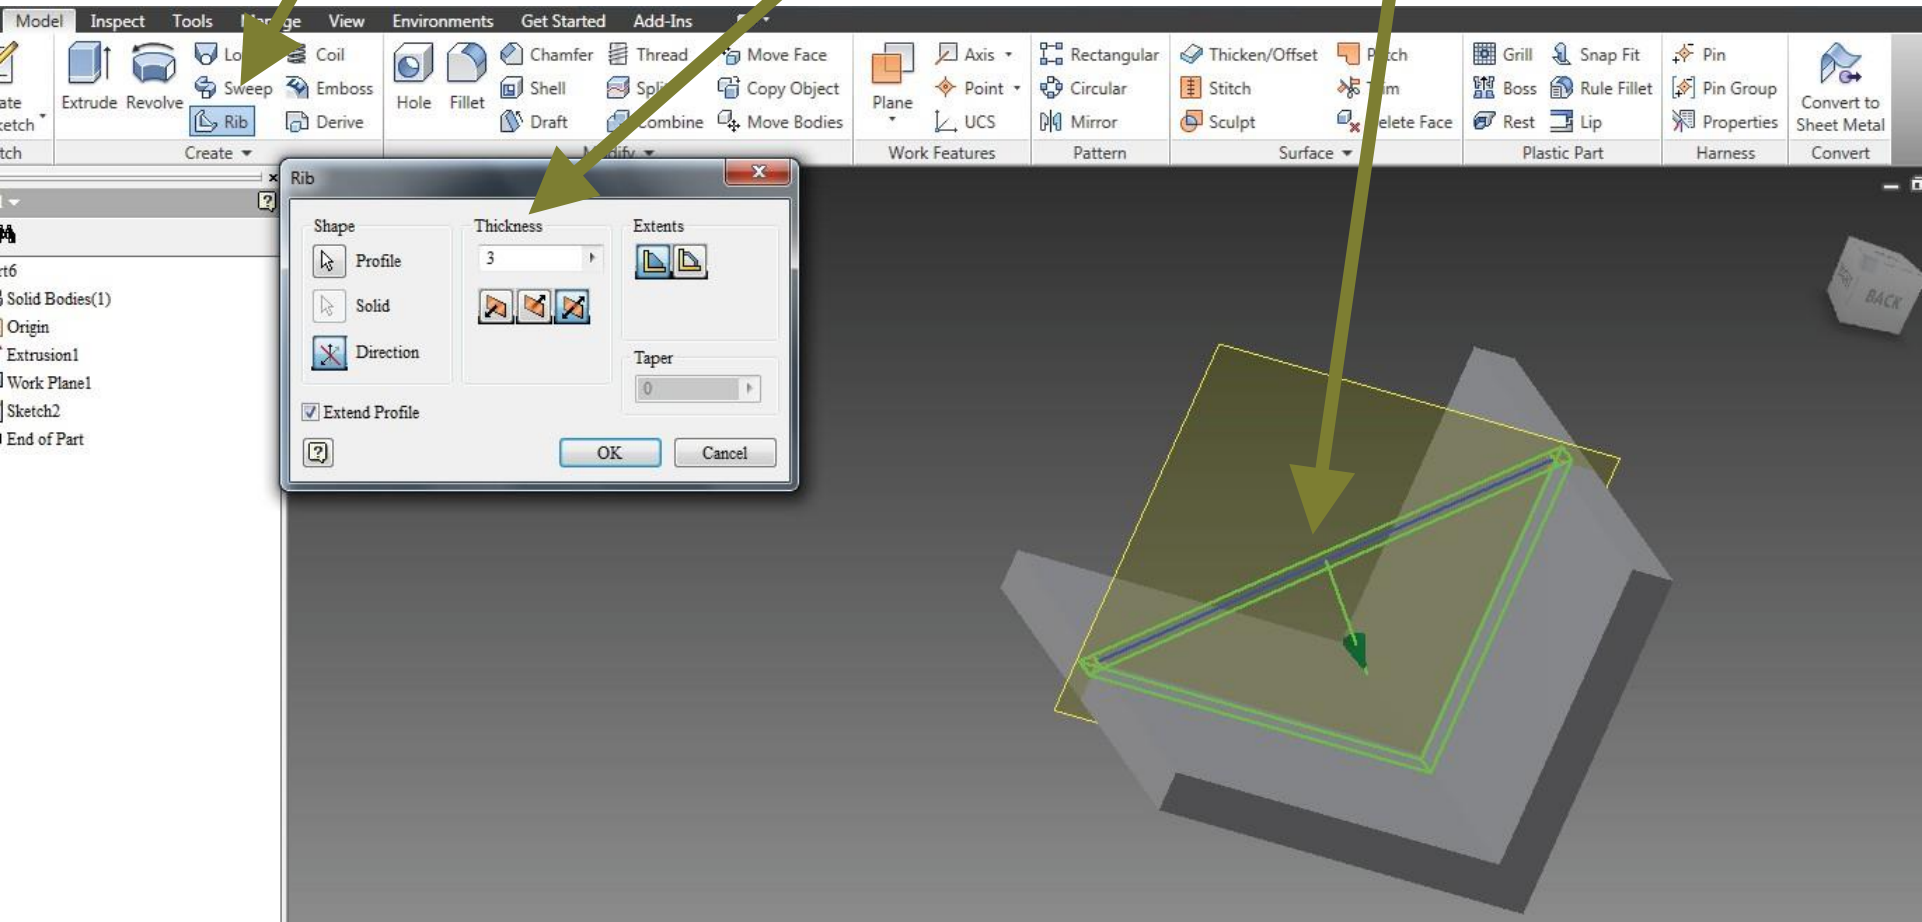 Model Inspect Tools View Environments Get Started Add-Ins
Coil Chamfer Thread Move Face Axis Rectangular Thicken/Offset Grill Snap Fit Pin
Sweep Emboss Shell Copy Object Point Circular Stitch Boss Rule Fillet Pin Group
Extrude Revolve Hole Fillet Plane Convert to
Rib Derive Draft Combine Move Bodies UCS Mirror Sculpt Delete Face Rest Lip Properties Sheet Metal
Create Modify Work Features Pattern Surface Plastic Part Harness Convert
Rib
Shape Thickness Extents
Profile 3
Solid
Direction
Taper
0
Extend Profile
OK Cancel
Solid Bodies(1)
Origin
Extrusion1
Work Plane1
Sketch2
End of Part
BACK